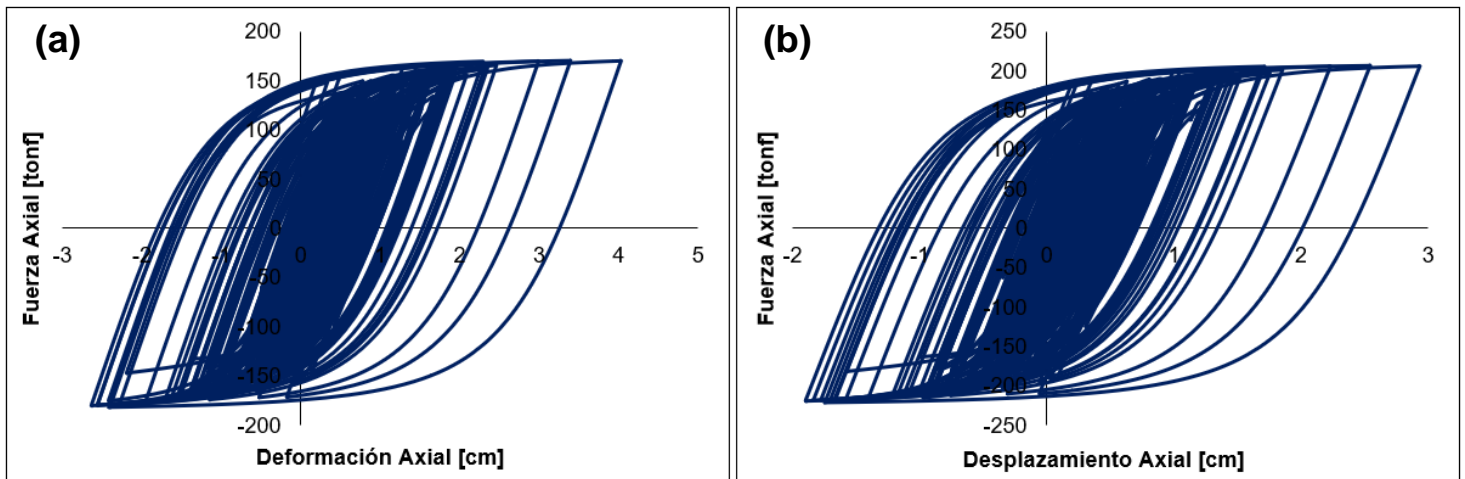 (a)
200
150
100
50
0
-50
-100
-150
-200
-3 -2 -1 0 1 2 3 4 5
Fuerza Axial [tonf]
Deformación Axial [cm]
(b)
250
200
150
100
50
0
-50
-100
-150
-200
-250
-2 -1 0 1 2 3
Fuerza Axial [tonf]
Desplazamiento Axial [cm]